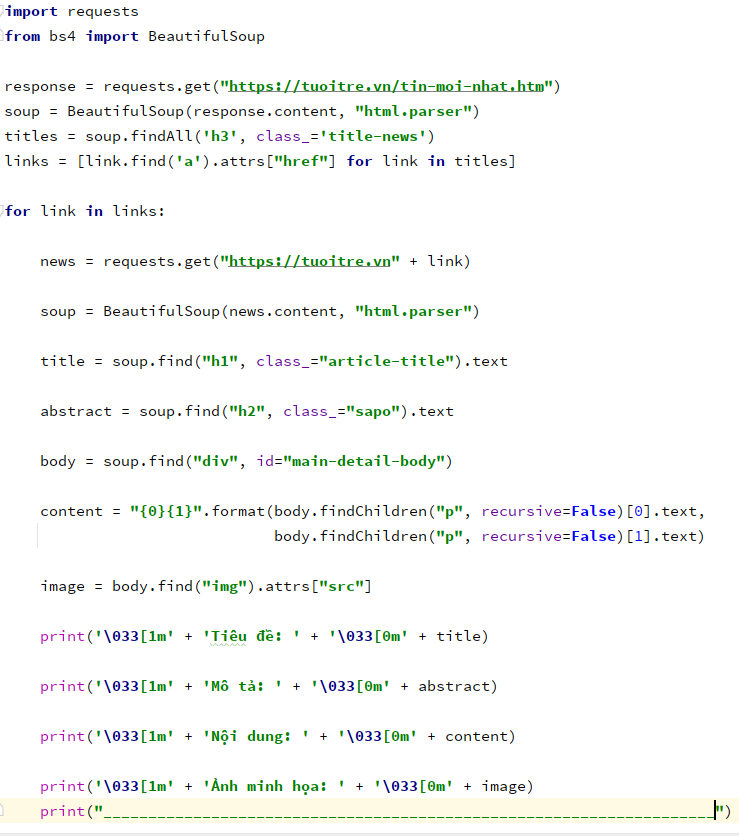 import requests
from bs4 import BeautifulSoup
response = requests.get("https://tuoitre.vn/tin-moi-nhat.htm")
soup = BeautifulSoup(response.content, "html.parser")
titles = soup.findAll('h3', class_='title-news')
links = [link.find('a').attrs["href"] for link in titles]
for link in links:
    news = requests.get("https://tuoitre.vn" + link)
    soup = BeautifulSoup(news.content, "html.parser")
    title = soup.find("h1", class_="article-title").text
    abstract = soup.find("h2", class_="sapo").text
    body = soup.find("div", id="main-detail-body")
    content = "{0}{1}".format(body.findChildren("p", recursive=False)[0].text,
                              body.findChildren("p", recursive=False)[1].text)
    image = body.find("img").attrs["src"]
    print('\033[1m' + 'Tiêu đề: ' + '\033[0m' + title)
    print('\033[1m' + 'Mô tả: ' + '\033[0m' + abstract)
    print('\033[1m' + 'Nội dung: ' + '\033[0m' + content)
    print('\033[1m' + 'Ảnh minh họa: ' + '\033[0m' + image)
    print("____________________________________________________________________")